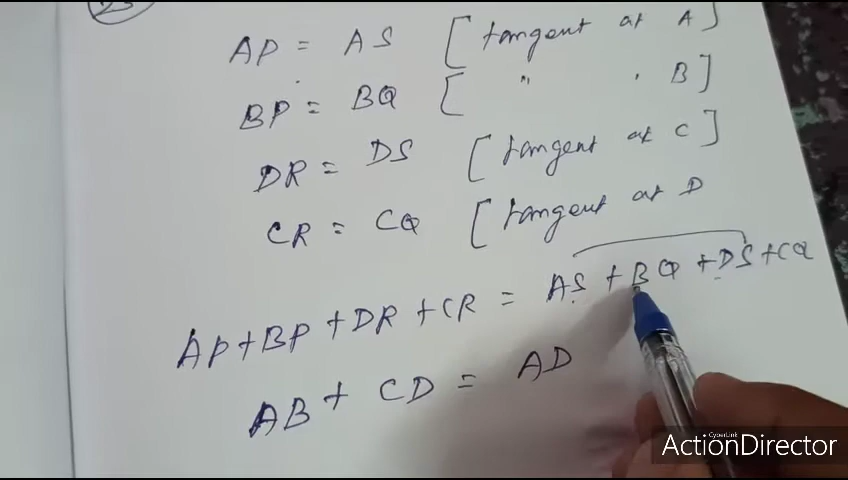 AP = AS [tangent at A]
BP = BQ [ " " B]
DR = DS [tangent at C]
CR = CQ [tangent at D
AP+BP+DR+CR = AS+BQ+DS+CQ
AB+ CD = AD
CyberLink
ActionDirector